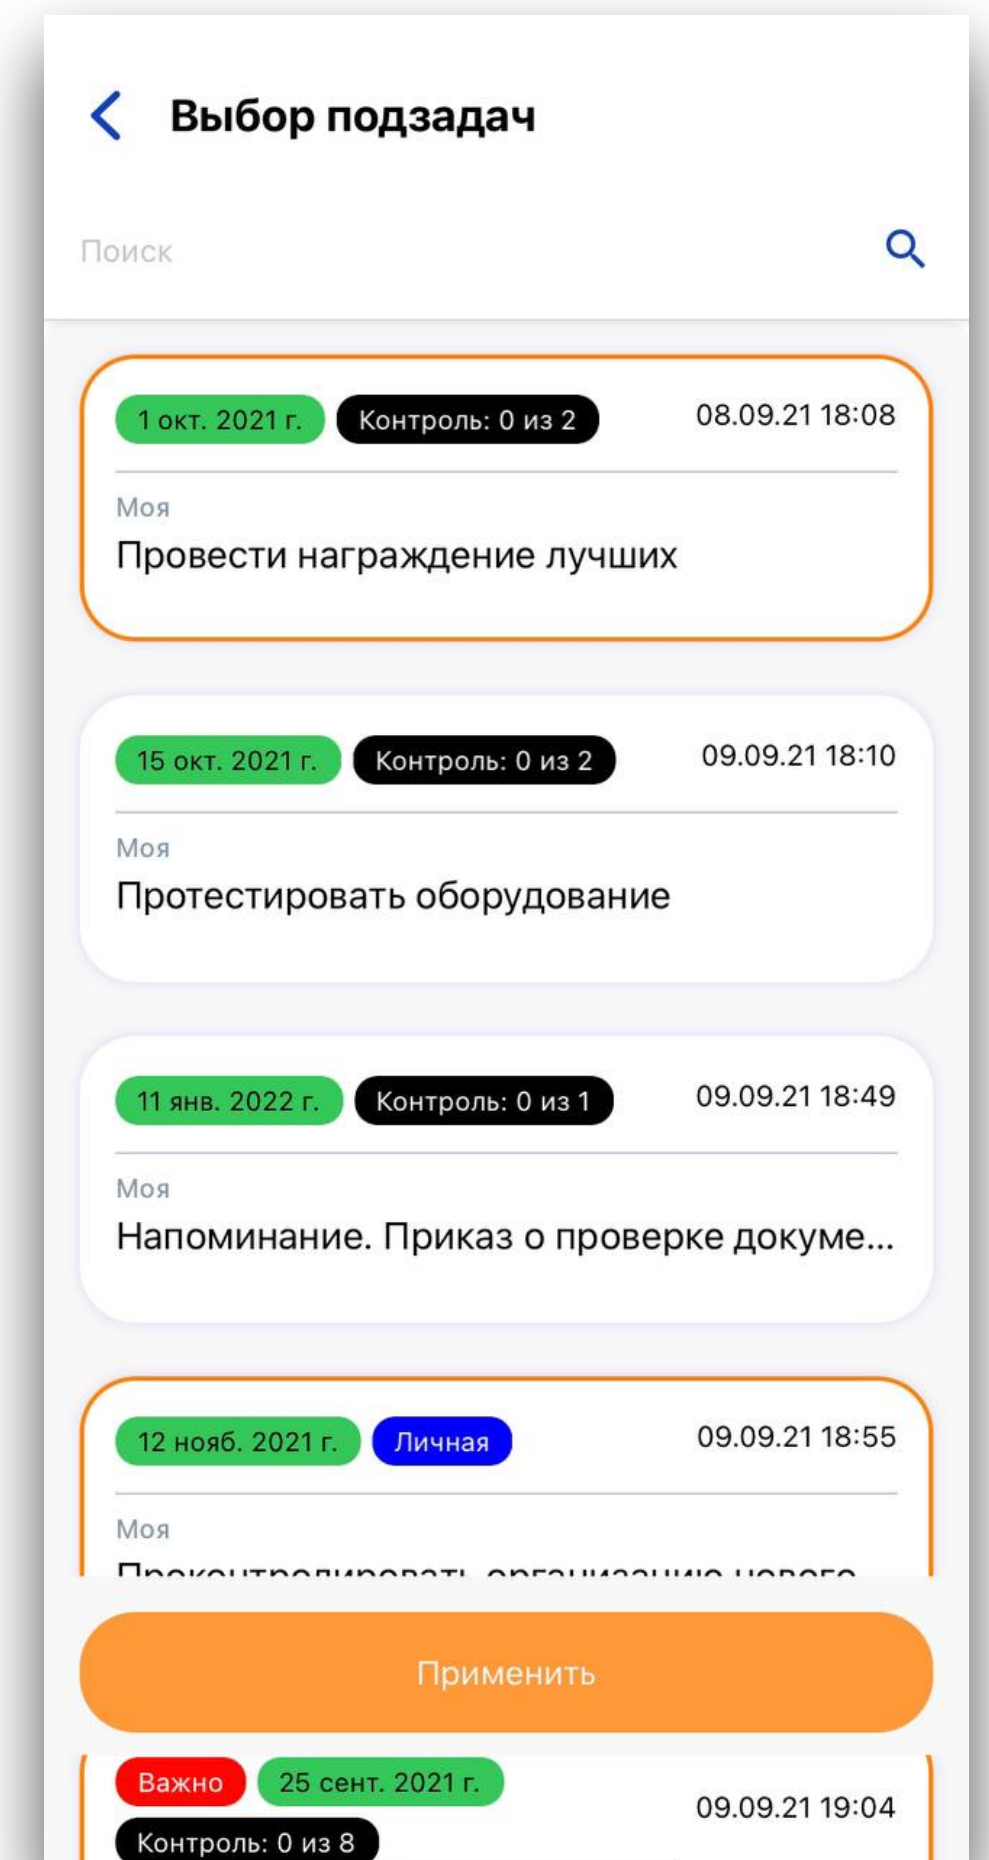 Выбор подзадач
Поиск
1 окт. 2021 г. Контроль: 0 из 2 08.09.21 18:08
Моя
Провести награждение лучших
15 окт. 2021 г. Контроль: 0 из 2 09.09.21 18:10
Моя
Протестировать оборудование
11 янв. 2022 г. Контроль: 0 из 1 09.09.21 18:49
Моя
Напоминание. Приказ о проверке докуме...
12 нояб. 2021 г. Личная 09.09.21 18:55
Моя
Проконтролировать организацию нового
Применить
Важно 25 сент. 2021 г. 09.09.21 19:04
Контроль: 0 из 8